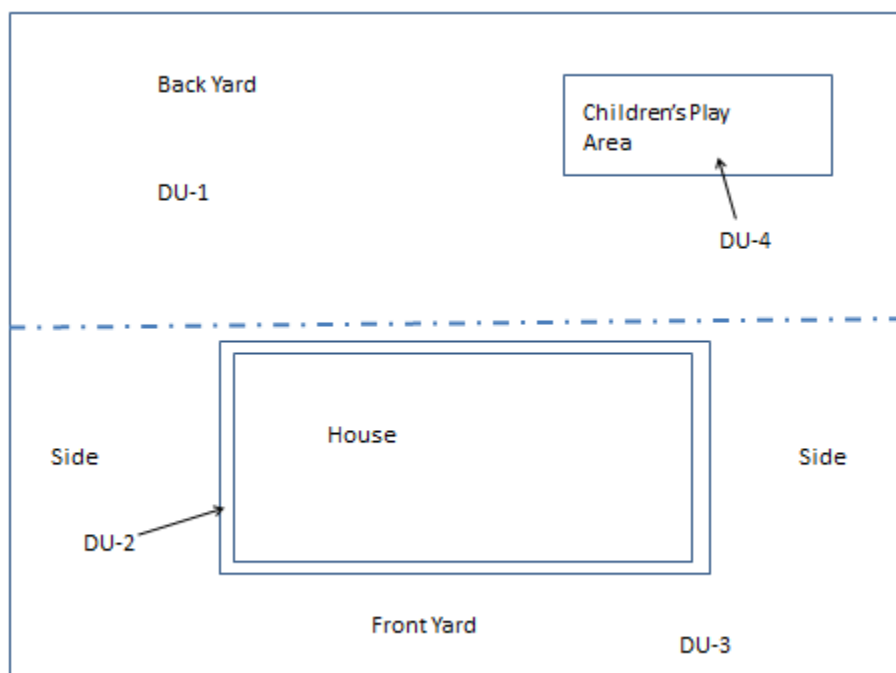 Back Yard
Children's Play
Area
DU-1
DU-4
House
Side
Side
DU-2
Front Yard
DU-3